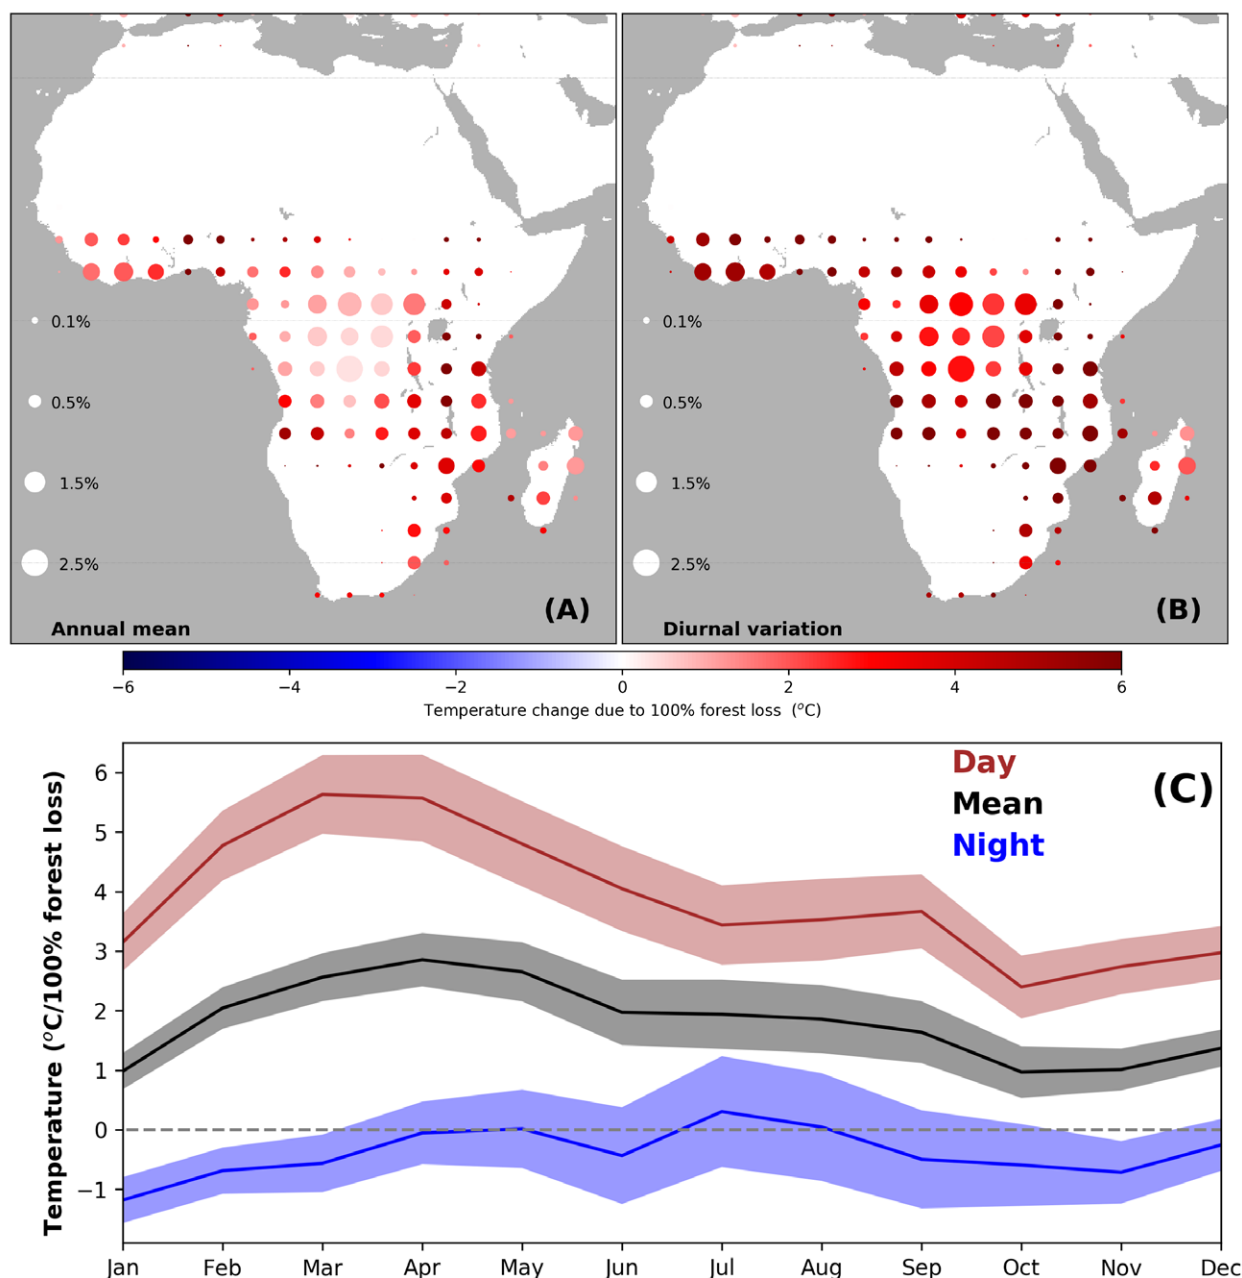 0.1%
0.5%
1.5%
2.5%
(A)
Annual mean
0.1%
0.5%
1.5%
2.5%
(B)
Diurnal variation
−6 −4 −2 0 2 4 6
Temperature change due to 100% forest loss (°C)
Temperature (°C/100% forest loss)
6
5
4
3
2
1
0
−1
Day
Mean
Night
(C)
Jan Feb Mar Apr May Jun Jul Aug Sep Oct Nov Dec